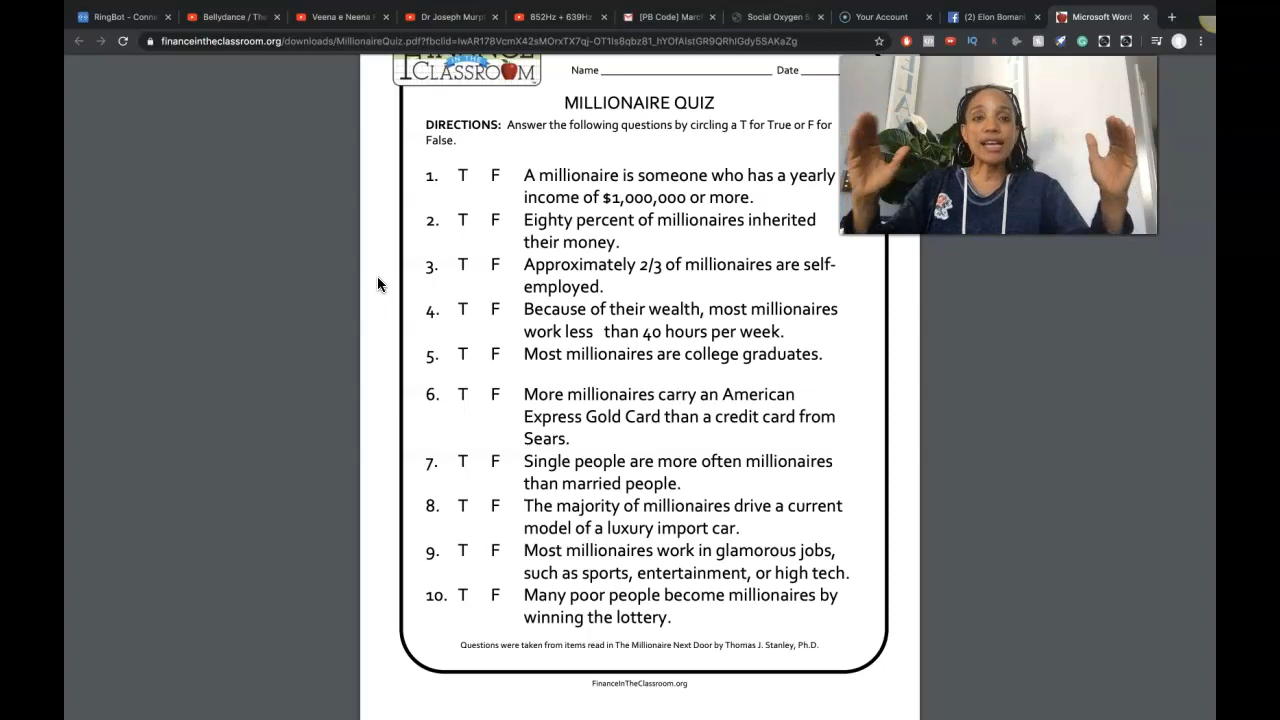 RingBot - Conne
Bellydance / The
Veena e Neena F
Dr Joseph Murp
852Hz + 639Hz
[PB Code] Marc
Social Oxygen S
Your Account
(2) Elon Bomani
Microsoft Word
financeintheclassroom.org/downloads/MillionaireQuiz.pdf?fbclid=IwAR178VcmX42sMOrxTX7qj-OT1Is8qbz81_hYOfAIstGR9QRhIGdy5SAKaZg
IN THE
CLASSROOM
Name Date
MILLIONAIRE QUIZ
DIRECTIONS: Answer the following questions by circling a T for True or F for
False.
1. T F A millionaire is someone who has a yearly
income of $1,000,000 or more.
2. T F Eighty percent of millionaires inherited
their money.
3. T F Approximately 2/3 of millionaires are self-
employed.
4. T F Because of their wealth, most millionaires
work less than 40 hours per week.
5. T F Most millionaires are college graduates.
6. T F More millionaires carry an American
Express Gold Card than a credit card from
Sears.
7. T F Single people are more often millionaires
than married people.
8. T F The majority of millionaires drive a current
model of a luxury import car.
9. T F Most millionaires work in glamorous jobs,
such as sports, entertainment, or high tech.
10. T F Many poor people become millionaires by
winning the lottery.
Questions were taken from items read in The Millionaire Next Door by Thomas J. Stanley, Ph.D.
FinanceInTheClassroom.org